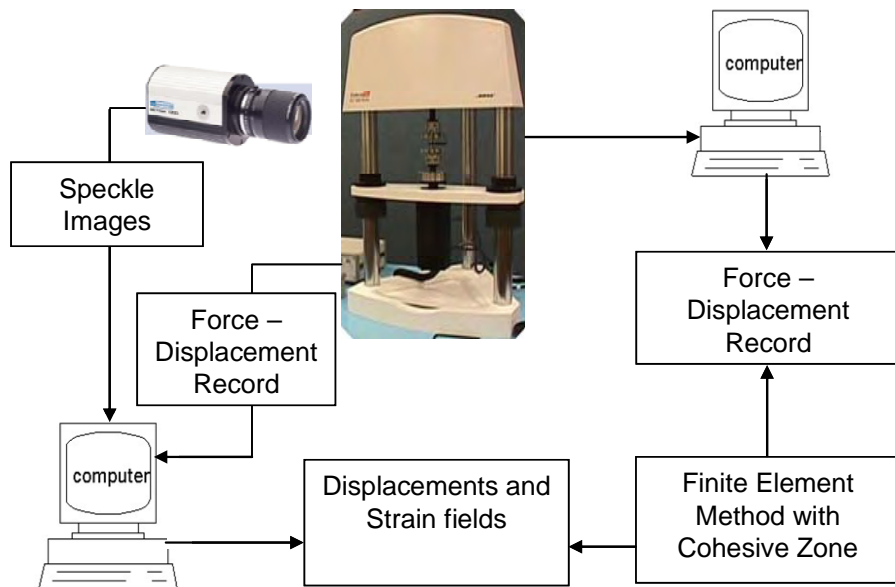 computer
BOSE
Speckle
Images
Force –
Displacement
Record
Force –
Displacement
Record
computer
Displacements and
Strain fields
Finite Element
Method with
Cohesive Zone